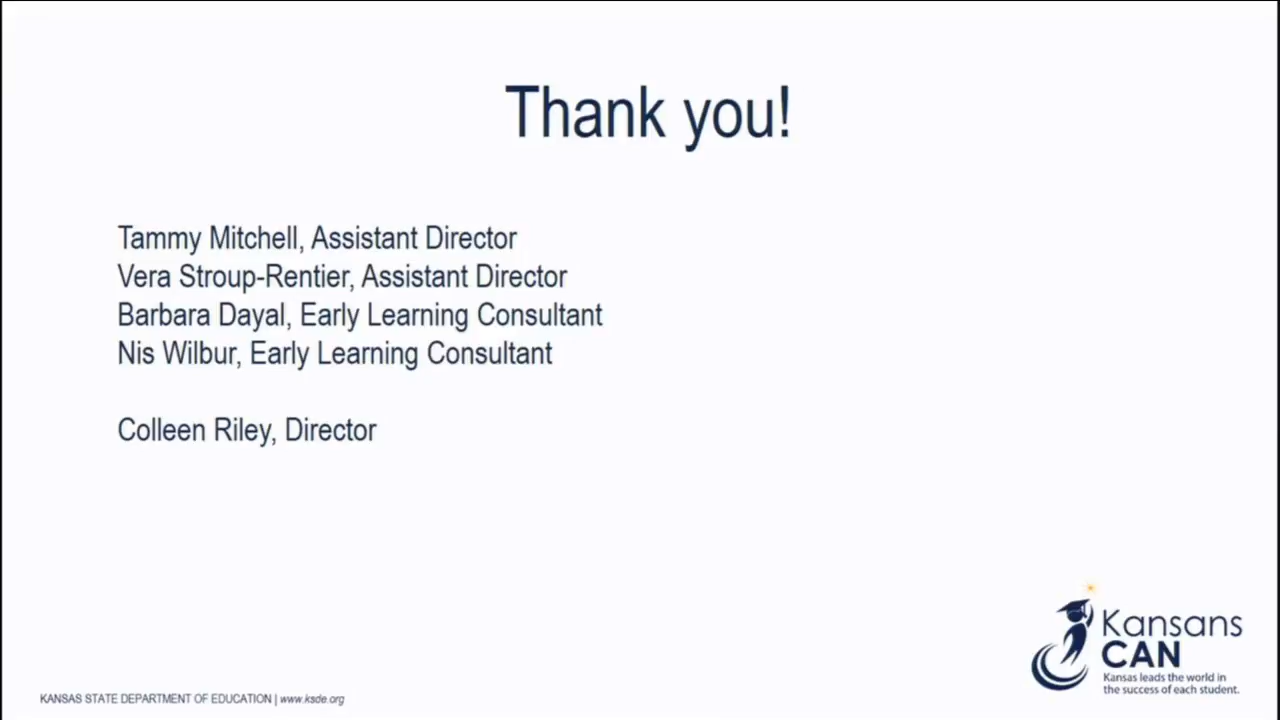 Thank you!
Tammy Mitchell, Assistant Director
Vera Stroup-Rentier, Assistant Director
Barbara Dayal, Early Learning Consultant
Nis Wilbur, Early Learning Consultant
Colleen Riley, Director
Kansans
CAN
Kansas leads the world in
the success of each student.
KANSAS STATE DEPARTMENT OF EDUCATION | www.ksde.org